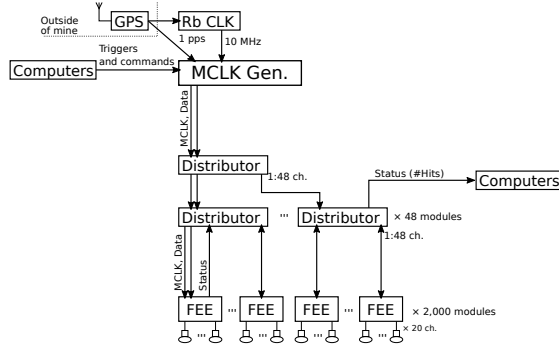 Outside
of mine
GPS
Rb CLK
1 pps
10 MHz
Triggers
and commands
Computers
MCLK Gen.
MCLK, Data
Distributor
1:48 ch.
Status (#Hits)
Computers
Distributor
...
Distributor
× 48 modules
1:48 ch.
MCLK, Data
Status
FEE
...
FEE
...
FEE
...
FEE
× 2,000 modules
...
...
...
...
× 20 ch.